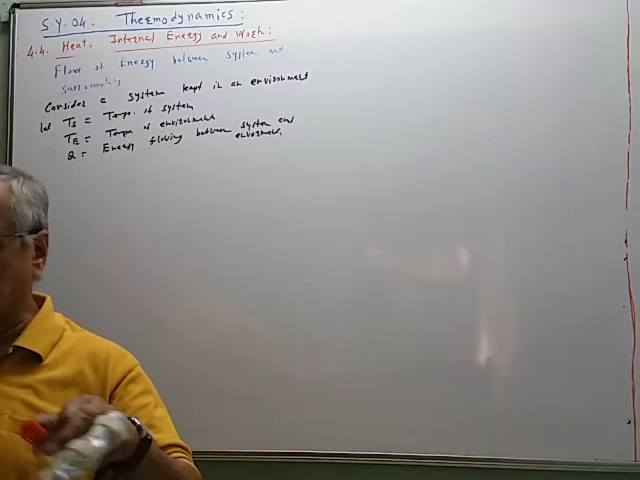 S.Y. 04: Thermodynamics:
4.4. Heat, Internal Energy and Work:
Flow of Energy between system and
surrounding
Consider a system kept in an environment
let Ts = Temp. of system
TE = Temp of environment
Q = Energy flowing between system and
environment.